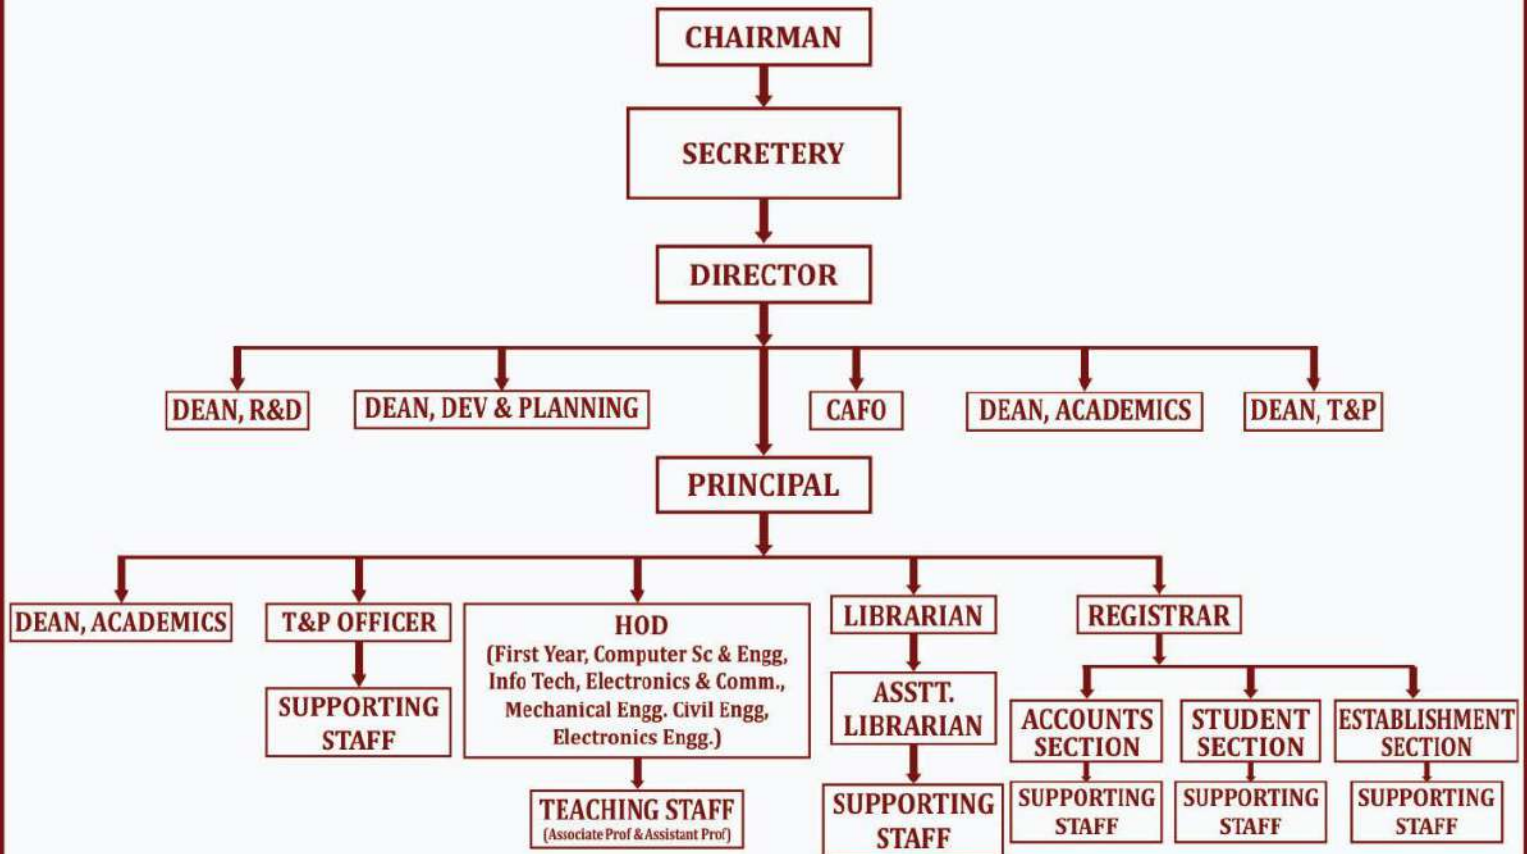 CHAIRMAN
SECRETERY
DIRECTOR
DEAN, R&D
DEAN, DEV & PLANNING
CAFO
DEAN, ACADEMICS
DEAN, T&P
PRINCIPAL
DEAN, ACADEMICS
T&P OFFICER
SUPPORTING
STAFF
HOD
(First Year, Computer Sc & Engg,
Info Tech, Electronics & Comm.,
Mechanical Engg. Civil Engg,
Electronics Engg.)
TEACHING STAFF
(Associate Prof & Assistant Prof)
LIBRARIAN
ASSTT.
LIBRARIAN
SUPPORTING
STAFF
REGISTRAR
ACCOUNTS
SECTION
SUPPORTING
STAFF
STUDENT
SECTION
SUPPORTING
STAFF
ESTABLISHMENT
SECTION
SUPPORTING
STAFF